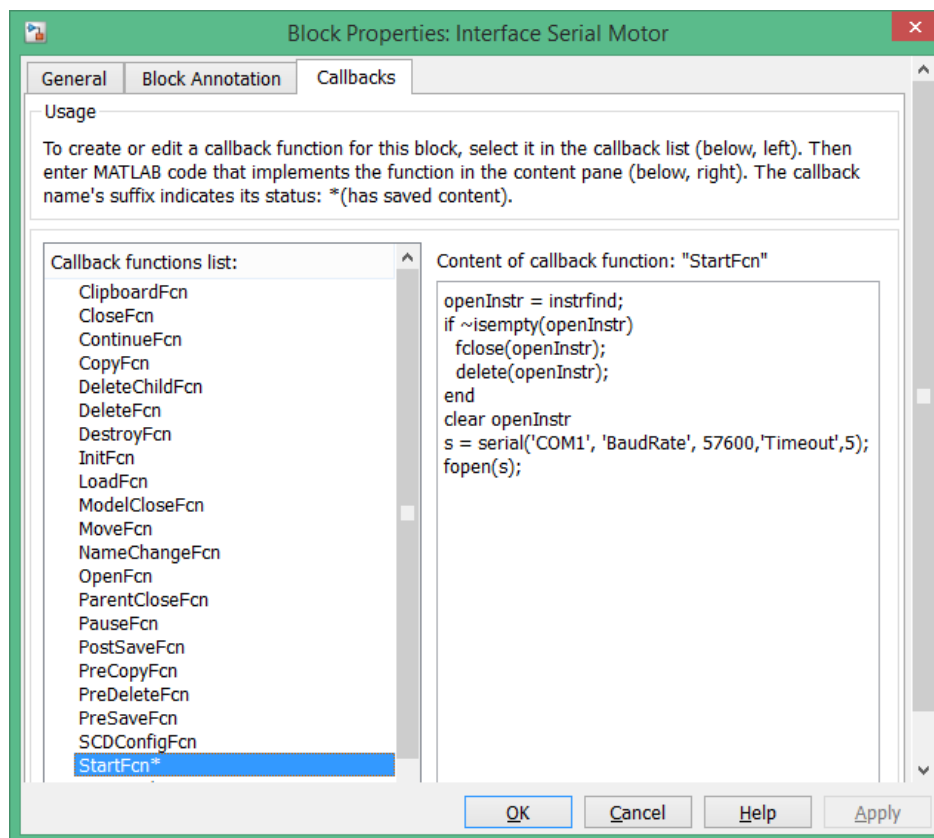 Block Properties: Interface Serial Motor
General
Block Annotation
Callbacks
Usage
To create or edit a callback function for this block, select it in the callback list (below, left). Then
enter MATLAB code that implements the function in the content pane (below, right). The callback
name's suffix indicates its status: *(has saved content).
Callback functions list:
ClipboardFcn
CloseFcn
ContinueFcn
CopyFcn
DeleteChildFcn
DeleteFcn
DestroyFcn
InitFcn
LoadFcn
ModelCloseFcn
MoveFcn
NameChangeFcn
OpenFcn
ParentCloseFcn
PauseFcn
PostSaveFcn
PreCopyFcn
PreDeleteFcn
PreSaveFcn
SCDConfigFcn
StartFcn*
Content of callback function: "StartFcn"
openInstr = instrfind;
if ~isempty(openInstr)
fclose(openInstr);
delete(openInstr);
end
clear openInstr
s = serial('COM1', 'BaudRate', 57600,'Timeout',5);
fopen(s);
OK
Cancel
Help
Apply